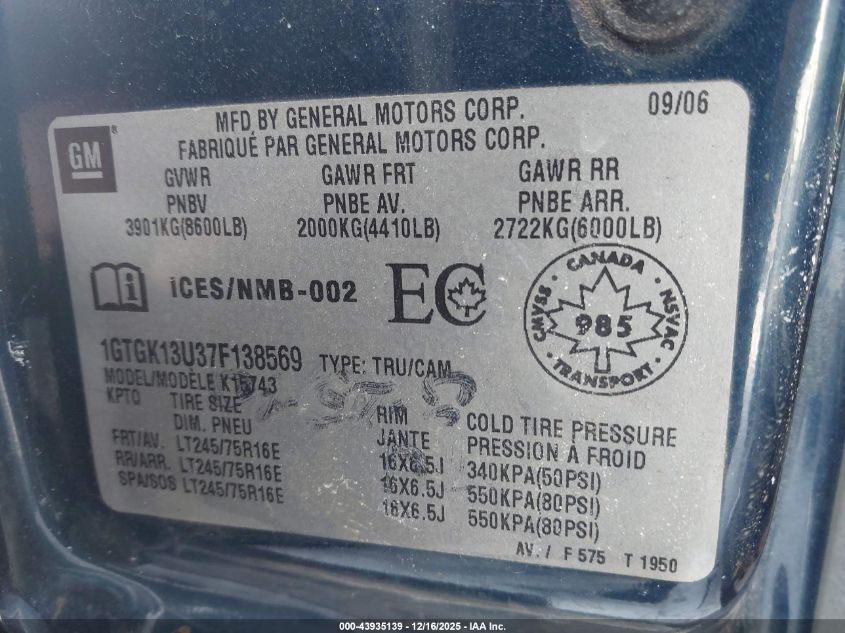 MFD BY GENERAL MOTORS CORP. 09/06
FABRIQUÉ PAR GENERAL MOTORS CORP.
GM ®
GVWR GAWR FRT GAWR RR
PNBV PNBE AV. PNBE ARR.
3901KG(8600LB) 2000KG(4410LB) 2722KG(6000LB)
i iCES/NMB-002 EC
CANADA
CMVSS 985 NSVAC
TRANSPORT
1GTGK13U37F138569 TYPE: TRU/CAM
MODEL/MODÈLE K15743
KPTO TIRE SIZE RIM COLD TIRE PRESSURE
DIM. PNEU JANTE PRESSION À FROID
FRT/AV. LT245/75R16E 16X6.5J 340KPA(50PSI)
RR/ARR. LT245/75R16E 16X6.5J 550KPA(80PSI)
SPA/SOS LT245/75R16E 16X6.5J 550KPA(80PSI)
AV. / F 575 T 1950
000-43935139 - 12/16/2025 - IAA Inc.